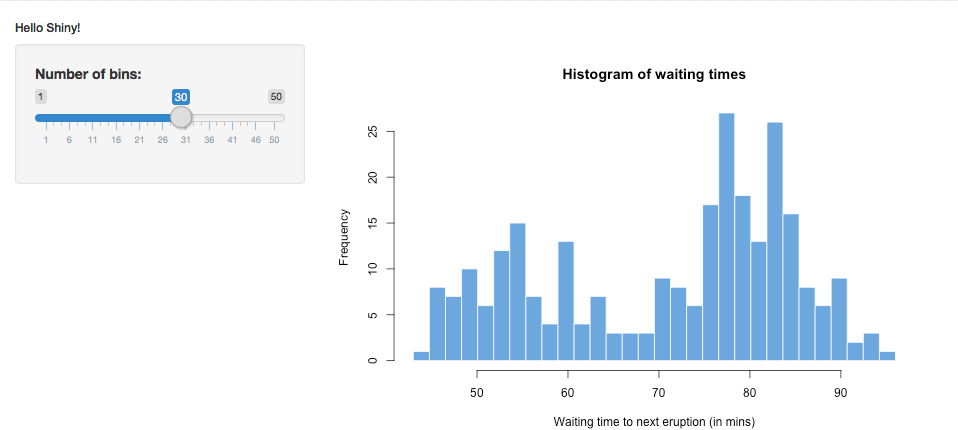 Hello Shiny!
Number of bins:
1 30 50
1 6 11 16 21 26 31 36 41 46 50
Histogram of waiting times
Frequency
25
20
15
10
5
0
50 60 70 80 90
Waiting time to next eruption (in mins)